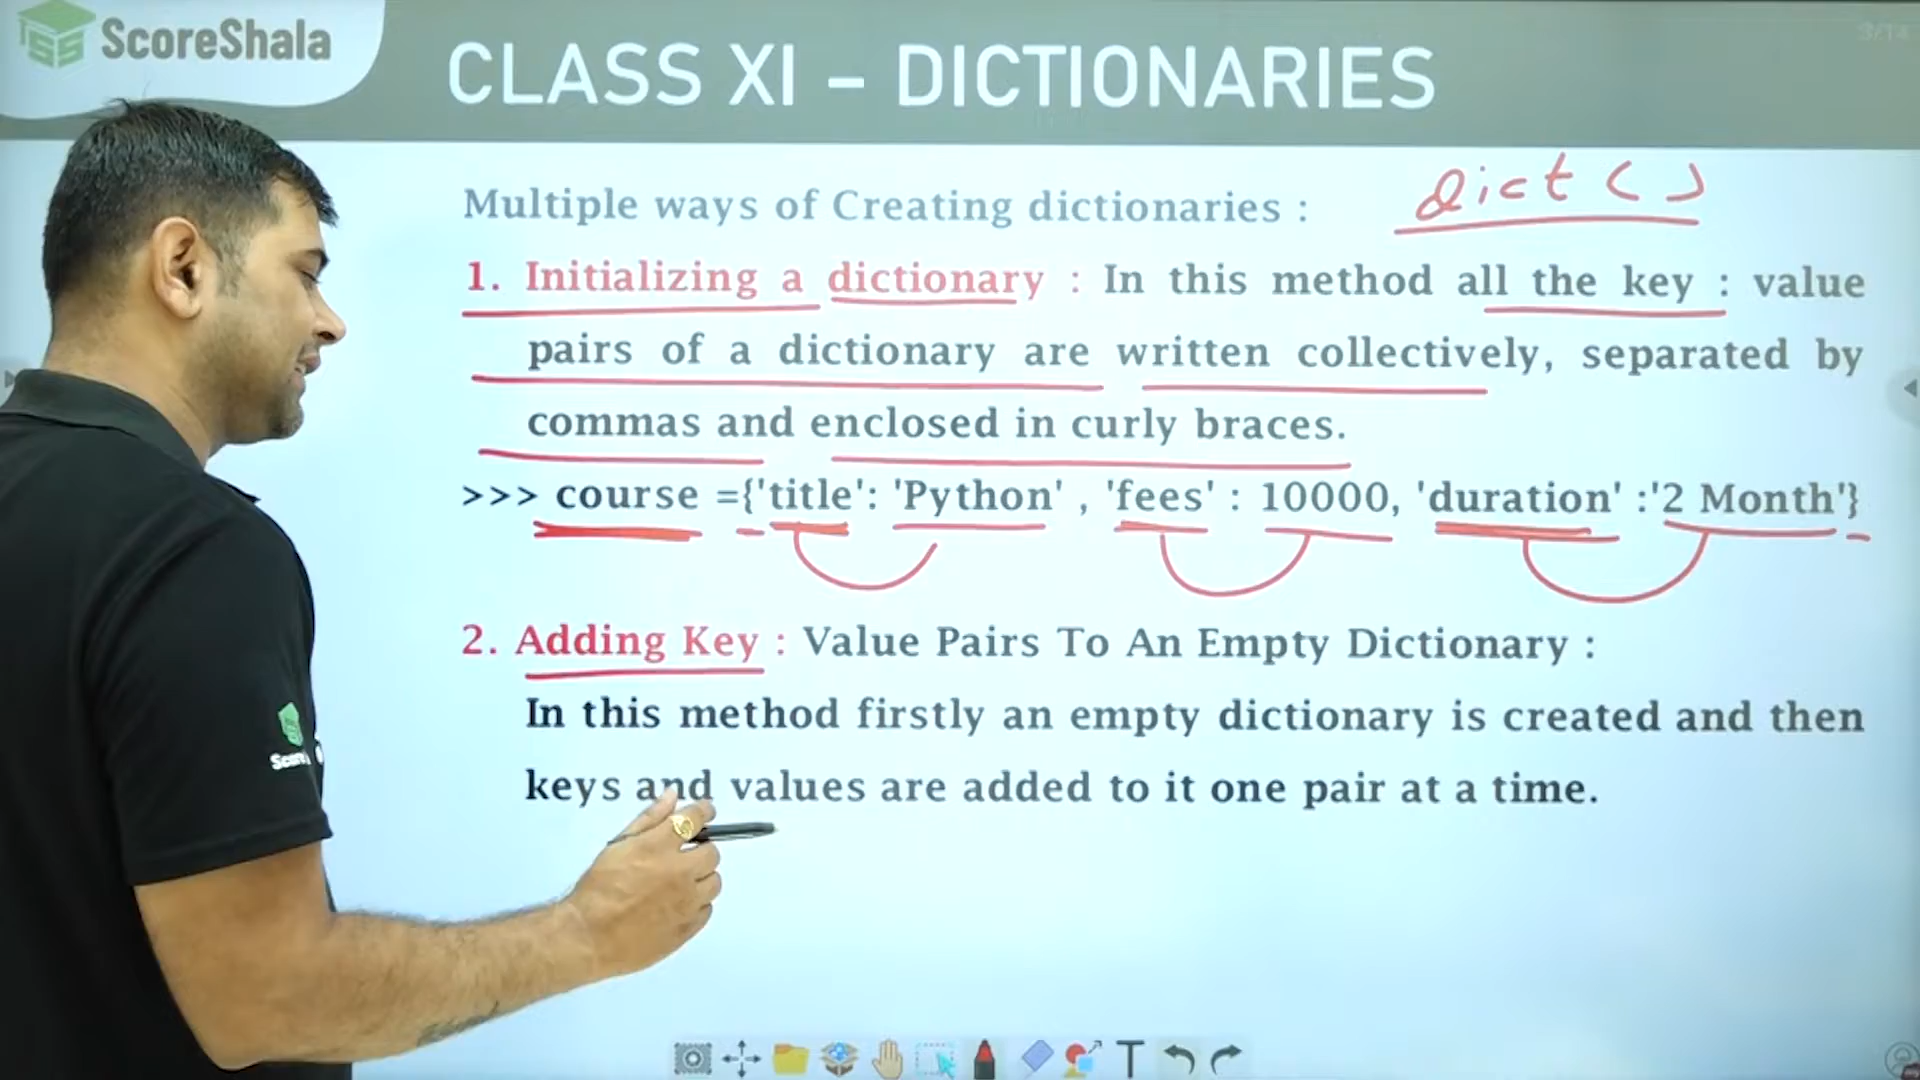 ScoreShala
CLASS XI – DICTIONARIES
Multiple ways of Creating dictionaries :
dict ( )
1. Initializing a dictionary : In this method all the key : value
pairs of a dictionary are written collectively, separated by
commas and enclosed in curly braces.
>>> course ={'title': 'Python' , 'fees' : 10000, 'duration' :'2 Month'}
2. Adding Key : Value Pairs To An Empty Dictionary :
In this method firstly an empty dictionary is created and then
keys and values are added to it one pair at a time.
T